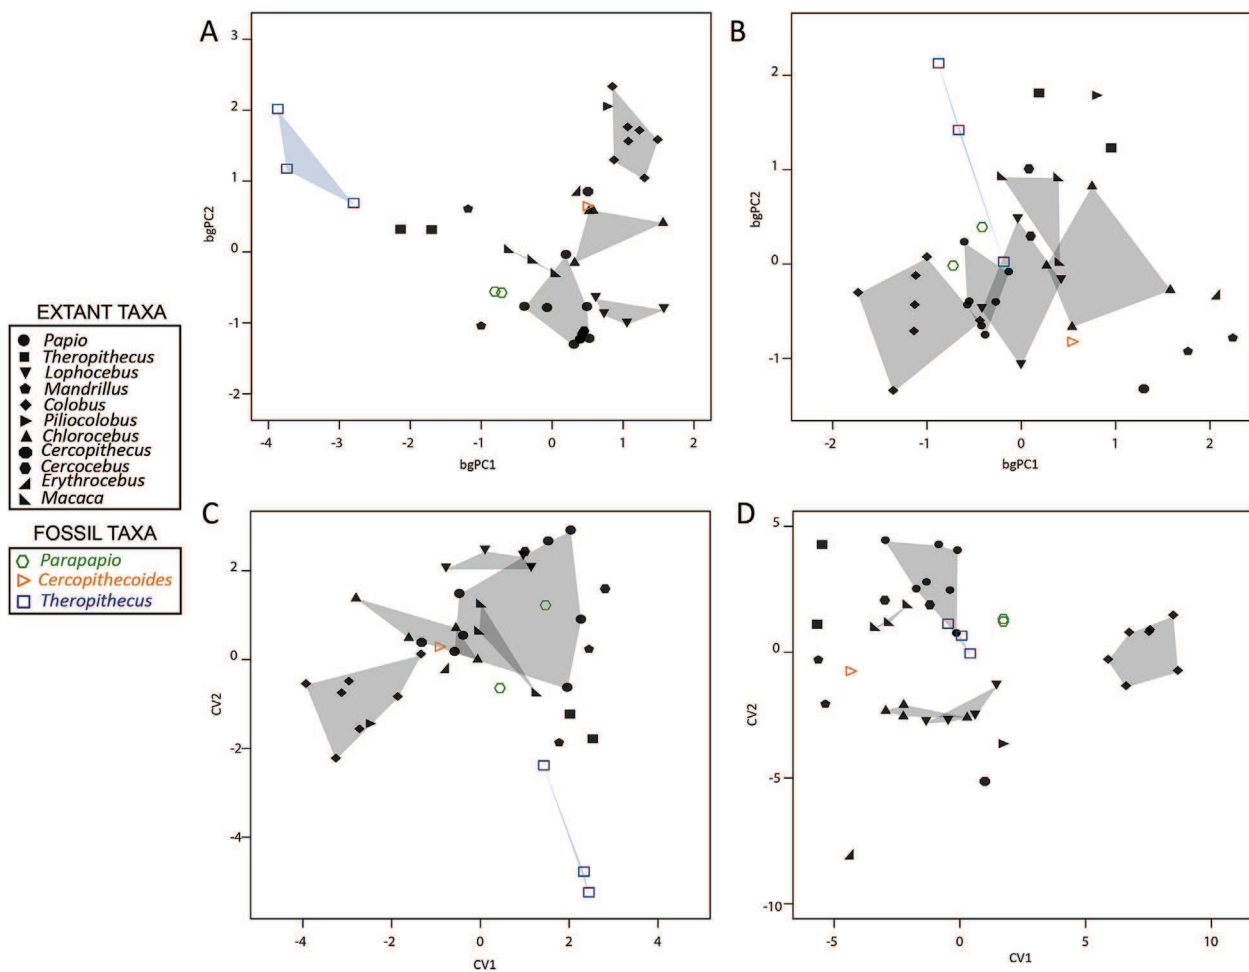 A
3
2
1
0
-1
-2
bgPC2
-4
-3
-2
-1
0
1
2
bgPC1
B
2
1
0
-1
bgPC2
-2
-1
0
1
2
bgPC1
EXTANT TAXA
Papio
Theropithecus
Lophocebus
Mandrillus
Colobus
Piliocolobus
Chlorocebus
Cercopithecus
Cercocebus
Erythrocebus
Macaca
FOSSIL TAXA
Parapapio
Cercopithecoides
Theropithecus
C
2
0
-2
-4
CV2
-4
-2
0
2
4
CV1
D
5
0
-5
-10
CV2
-5
0
5
10
CV1